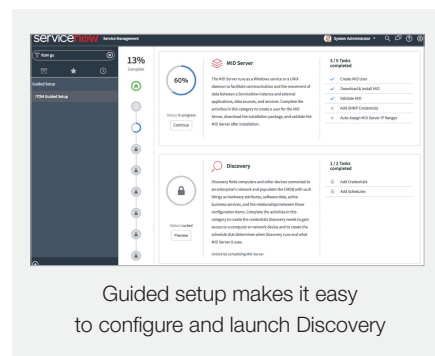 servicenow Service Management
System Administrator
itsm gu
Guided Setup
ITSM Guided Setup
13%
Complete
60%
Status: In progress
Continue
MID Server
The MID Server runs as a Windows service or a UNIX
daemon to facilitate communication and the movement of
data between a ServiceNow instance and external
applications, data sources, and services. Complete the
activities in this category to create a user for the MID
Server, download the installation package, and validate the
MID Server after installation.
3 / 5 Tasks
completed
Create MID User
Download & Install MID
Validate MID
Add SNMP Credentials
Auto Assign MID Server IP Ranges
Status: Locked
Preview
Discovery
Discovery finds computers and other devices connected to
an enterprise's network and populates the CMDB with such
things as hardware attributes, software data, active
business services, and the relationships between these
configuration items. Complete the activities in this
category to create the credentials Discovery needs to gain
access to a computer or network device and to create the
schedule that determines when Discovery runs and what
MID Server it uses.
Unlock by completing MID Server
1 / 2 Tasks
completed
Add Credentials
Add Schedules
Guided setup makes it easy
to configure and launch Discovery